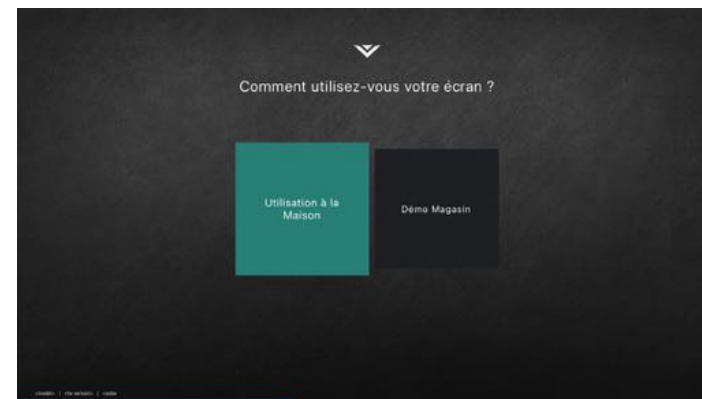 Comment utilisez-vous votre écran ?
Utilisation à la
Maison
Démo Magasin